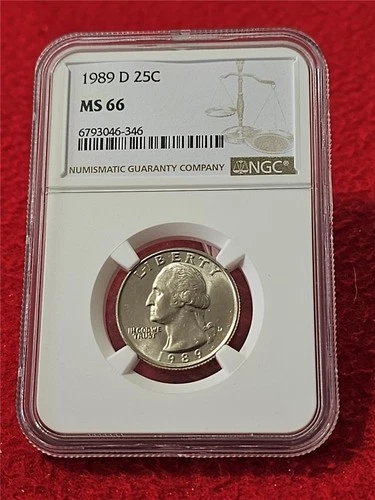 1989 D 25C
MS 66
6793046-346
NUMISMATIC GUARANTY COMPANY
NGC®
LIBERTY
IN GOD WE
TRUST
D
1989